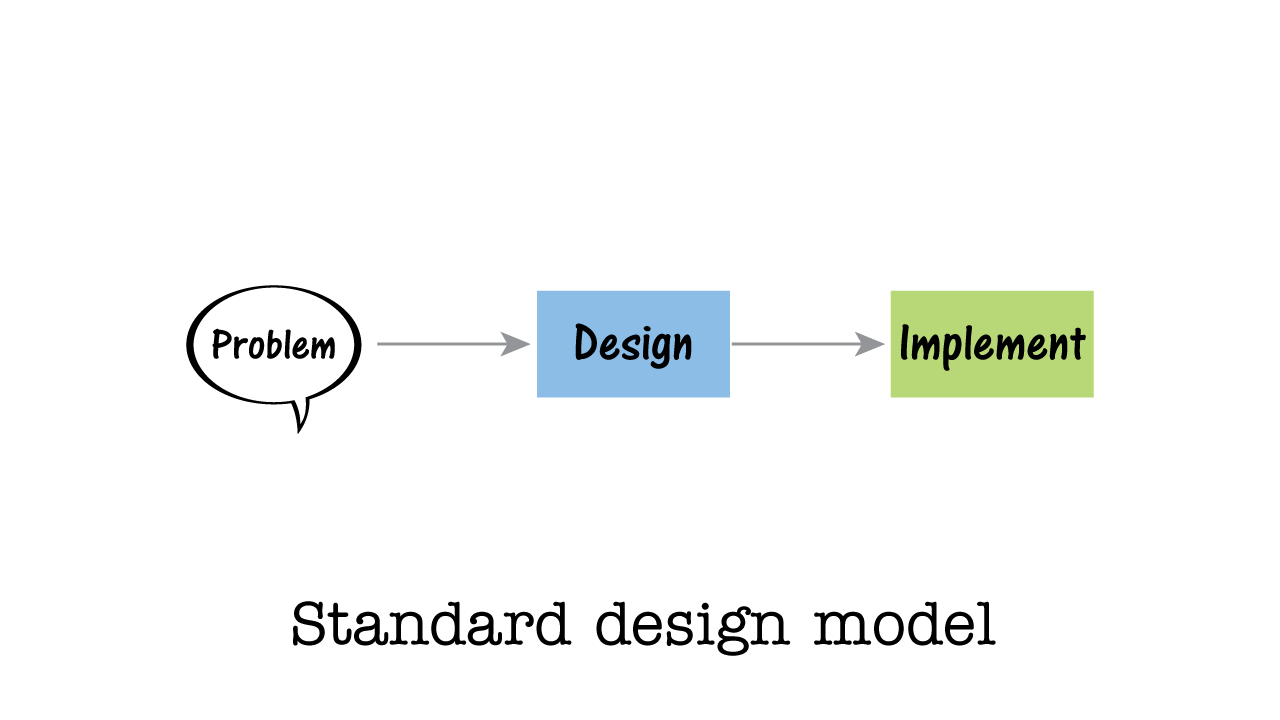 Problem
Design
Implement
Standard design model